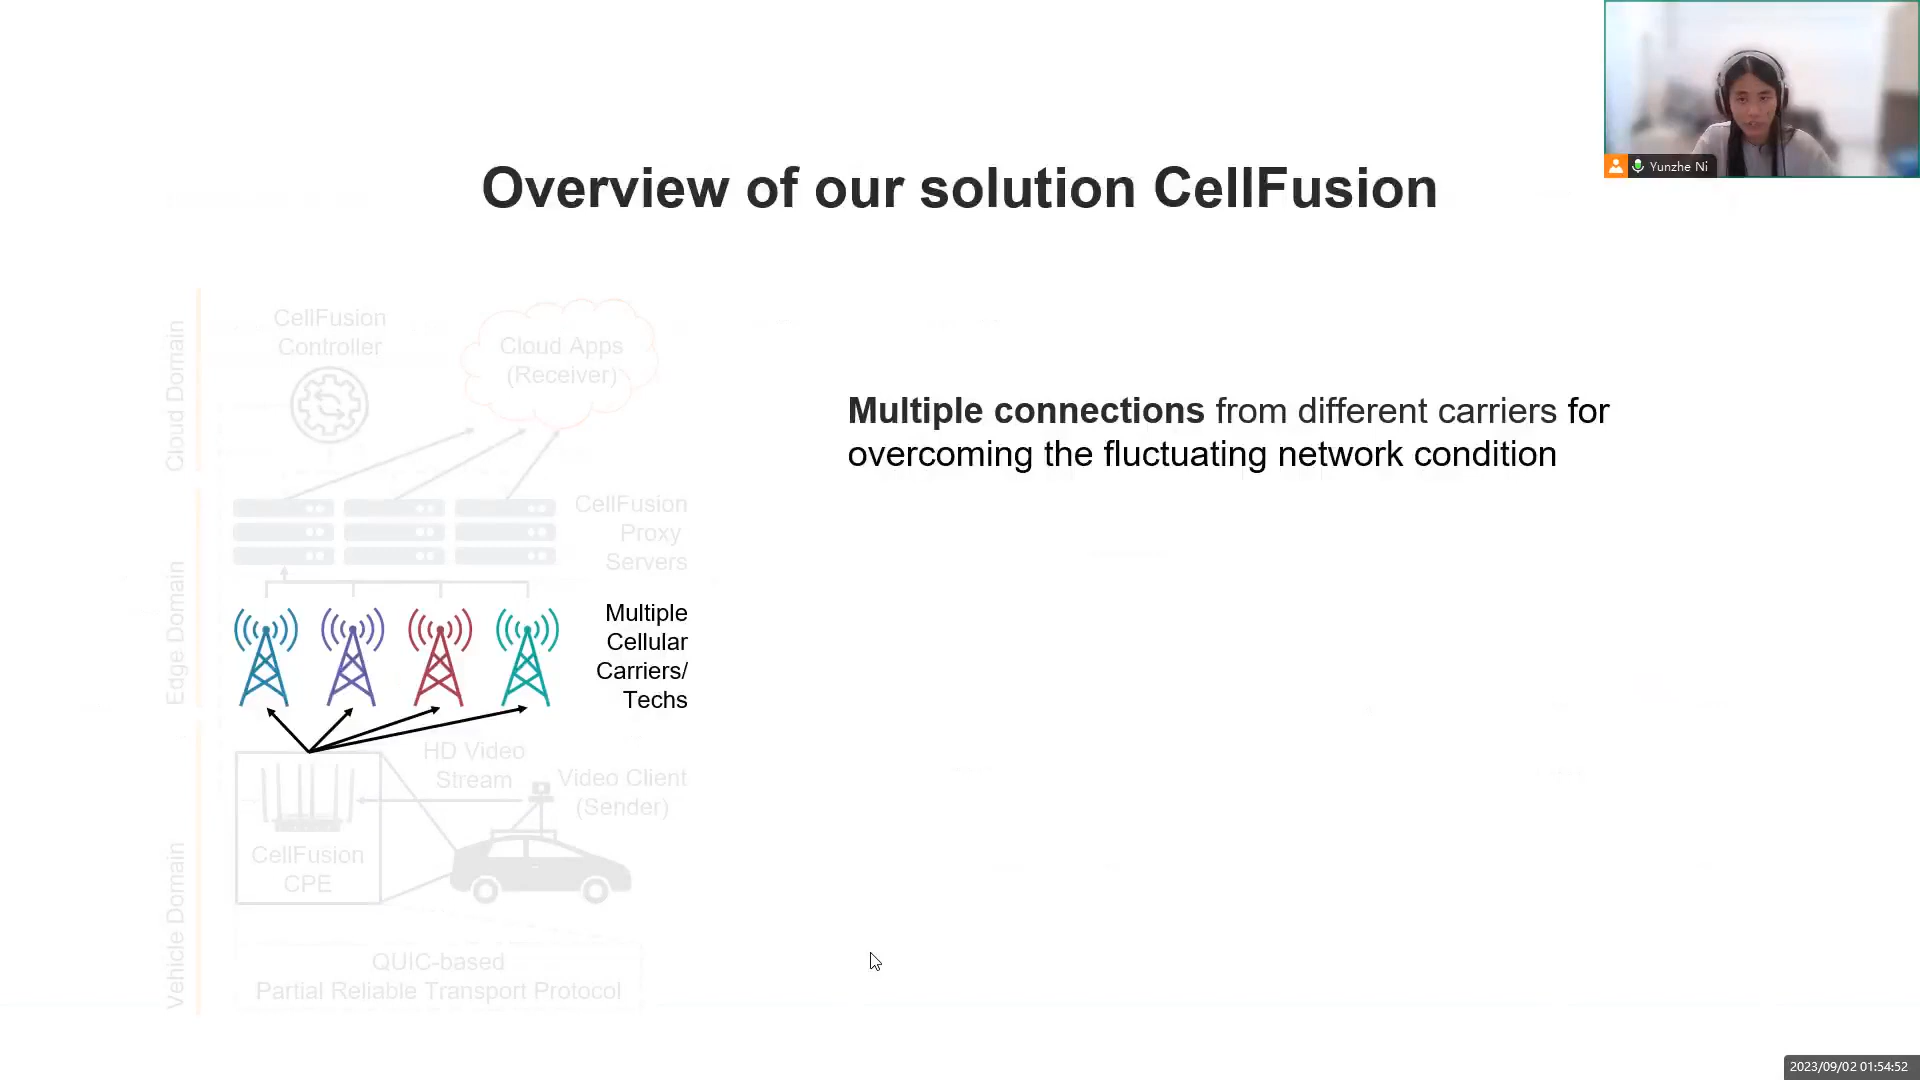 Yunzhe Ni
Overview of our solution CellFusion
Cloud Domain
CellFusion
Controller
Cloud Apps
(Receiver)
Multiple connections from different carriers for
overcoming the fluctuating network condition
Edge Domain
CellFusion
Proxy
Servers
Multiple
Cellular
Carriers/
Techs
Vehicle Domain
HD Video
Stream
Video Client
(Sender)
CellFusion
CPE
QUIC-based
Partial Reliable Transport Protocol
2023/09/02 01:54:52